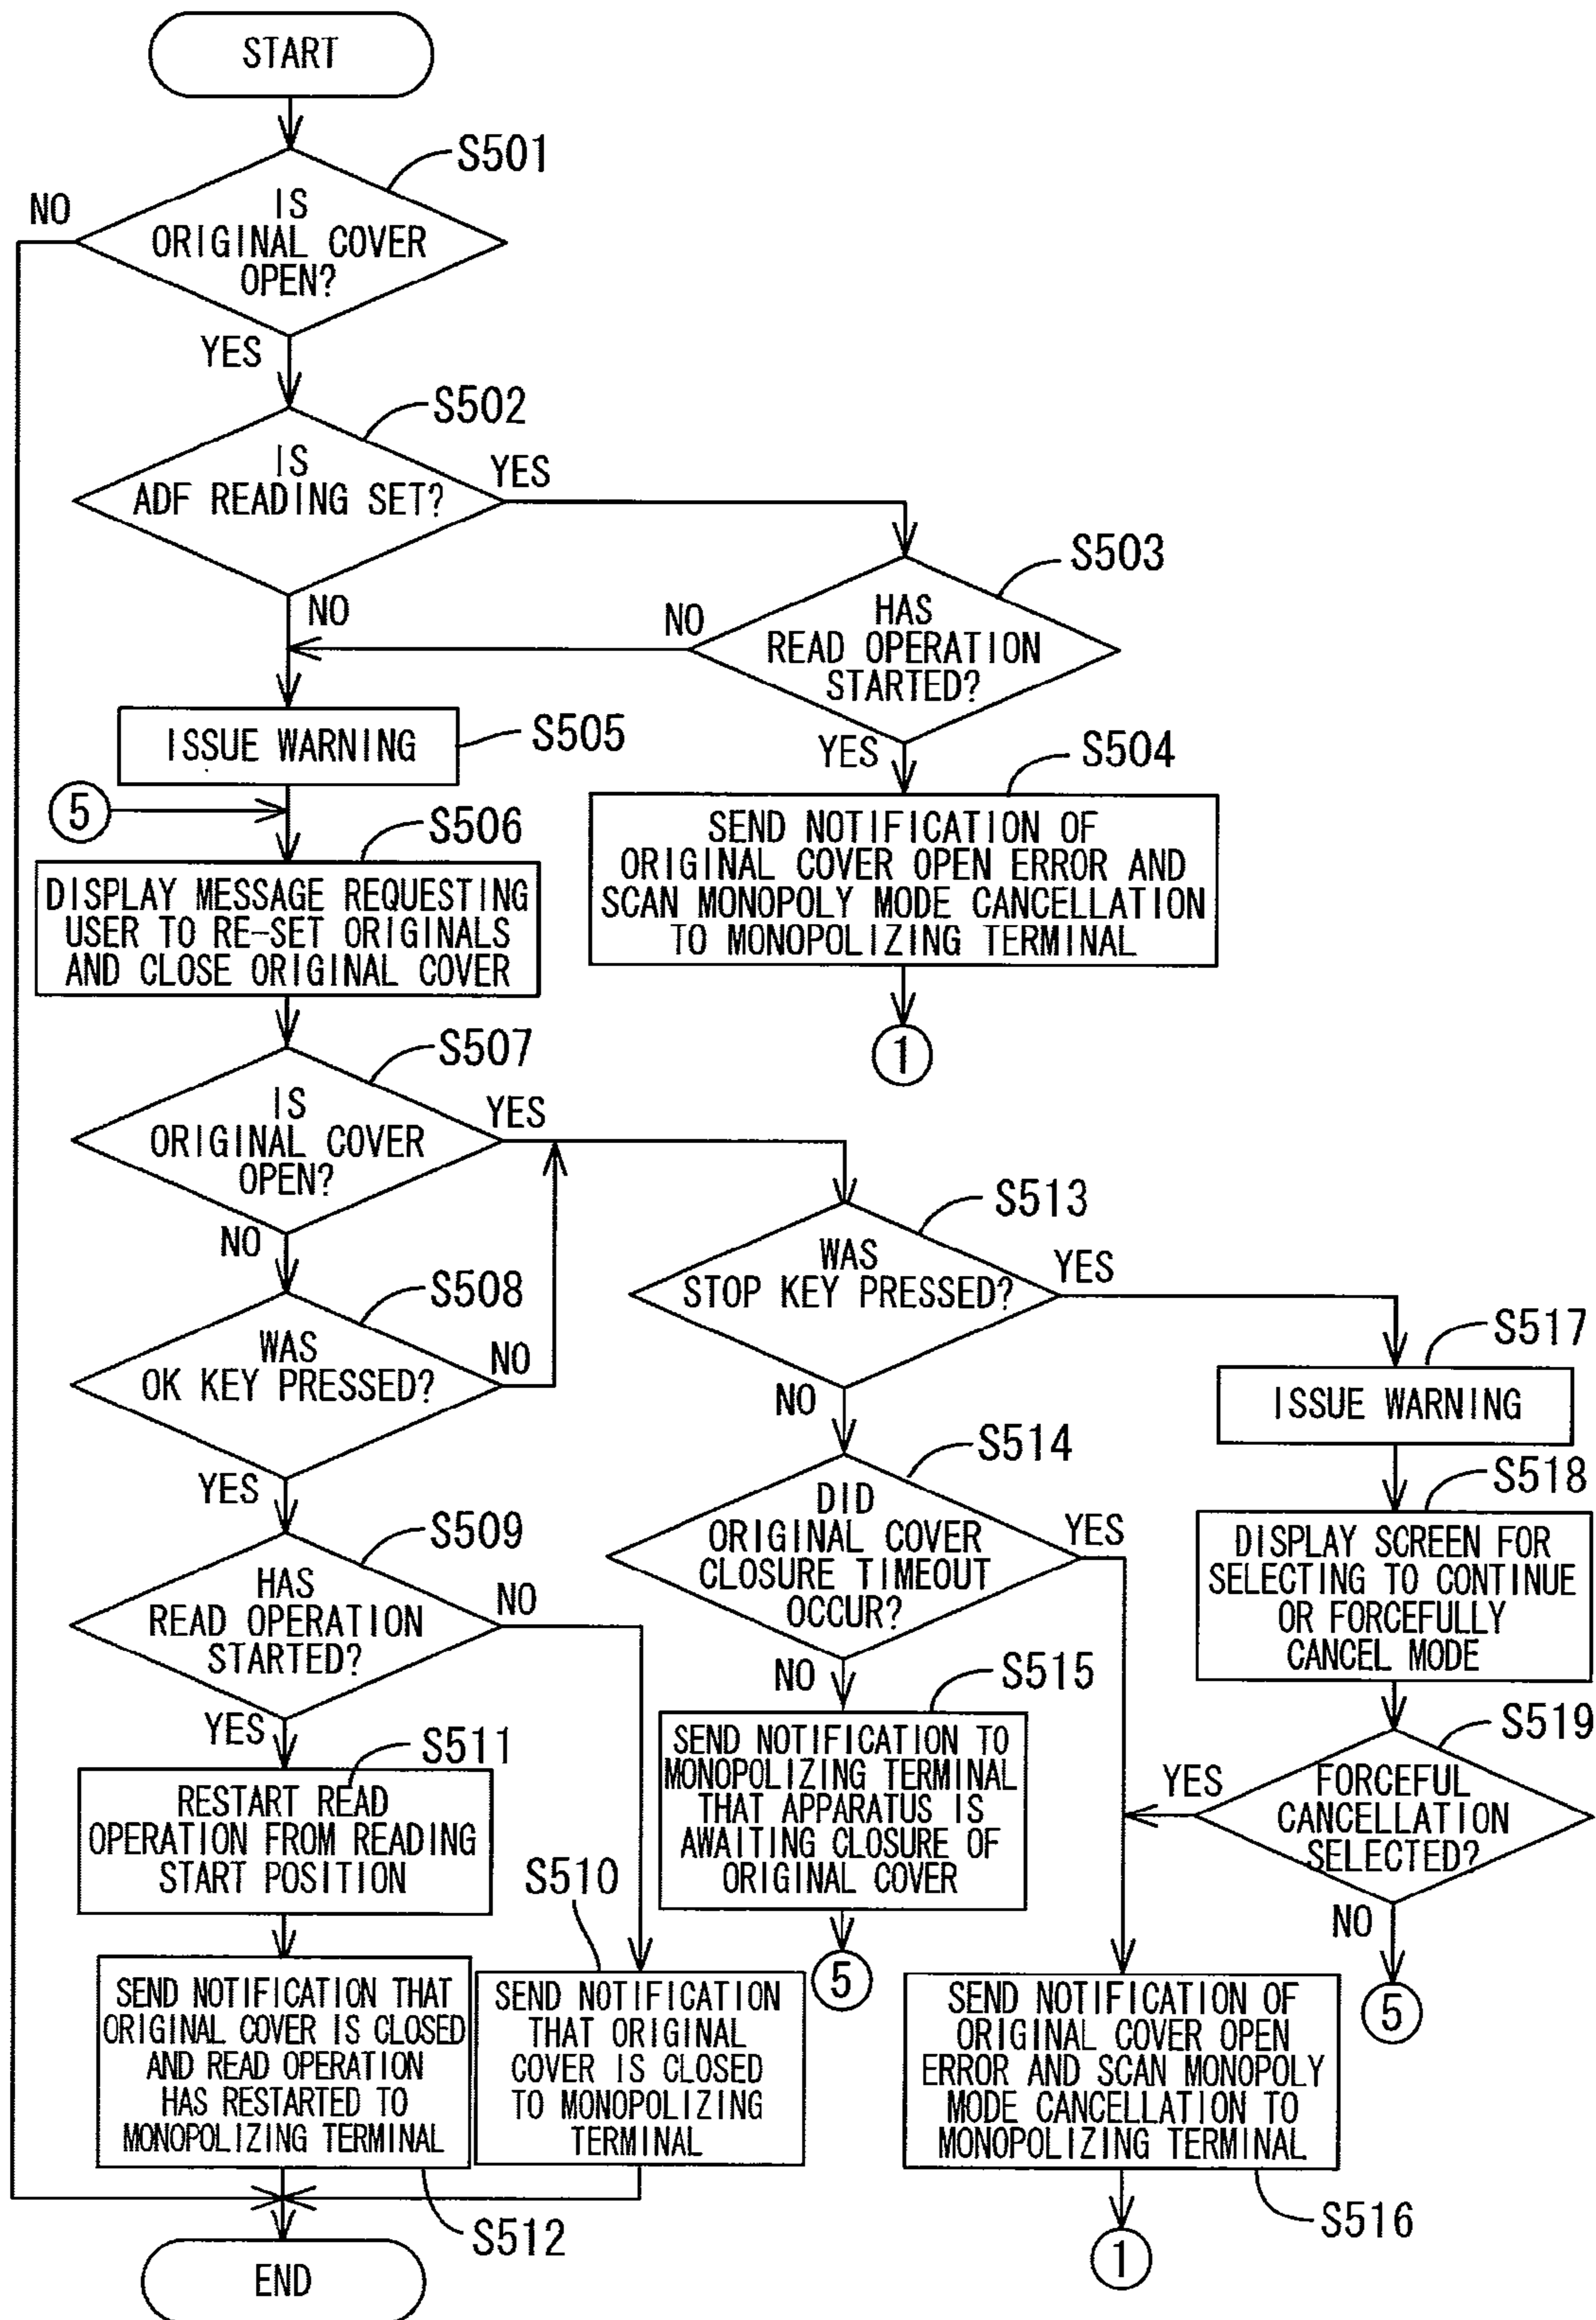 START
S501
NO
IS
ORIGINAL COVER
OPEN?
YES
S502
IS
ADF READING SET?
YES
NO
S503
HAS
READ OPERATION
STARTED?
NO
YES
ISSUE WARNING
S505
S504
SEND NOTIFICATION OF
ORIGINAL COVER OPEN ERROR AND
SCAN MONOPOLY MODE CANCELLATION
TO MONOPOLIZING TERMINAL
1
5
S506
DISPLAY MESSAGE REQUESTING
USER TO RE-SET ORIGINALS
AND CLOSE ORIGINAL COVER
S507
IS
ORIGINAL COVER
OPEN?
YES
NO
S508
WAS
OK KEY PRESSED?
NO
YES
S509
HAS
READ OPERATION
STARTED?
NO
YES
S511
RESTART READ
OPERATION FROM READING
START POSITION
SEND NOTIFICATION THAT
ORIGINAL COVER IS CLOSED
AND READ OPERATION
HAS RESTARTED TO
MONOPOLIZING TERMINAL
S512
S510
SEND NOTIFICATION
THAT ORIGINAL
COVER IS CLOSED
TO MONOPOLIZING
TERMINAL
S513
WAS
STOP KEY PRESSED?
YES
NO
S514
DID
ORIGINAL COVER
CLOSURE TIMEOUT
OCCUR?
YES
NO
S515
SEND NOTIFICATION TO
MONOPOLIZING TERMINAL
THAT APPARATUS IS
AWAITING CLOSURE OF
ORIGINAL COVER
5
S517
ISSUE WARNING
S518
DISPLAY SCREEN FOR
SELECTING TO CONTINUE
OR FORCEFULLY
CANCEL MODE
S519
FORCEFUL
CANCELLATION
SELECTED?
YES
NO
5
SEND NOTIFICATION OF
ORIGINAL COVER OPEN
ERROR AND SCAN MONOPOLY
MODE CANCELLATION TO
MONOPOLIZING TERMINAL
S516
1
END